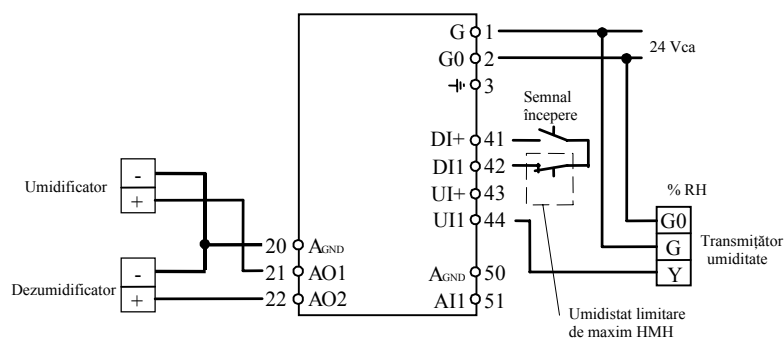 G 1
24 Vca
G0 2
3
Semnal
începere
DI+ 41
DI1 42
UI+ 43
UI1 44
Umidificator
-
+
% RH
G0
G
Y
Transmițător
umiditate
20 AGND
21 AO1
22 AO2
Dezumidificator
-
+
AGND 50
AI1 51
Umidistat limitare
de maxim HMH